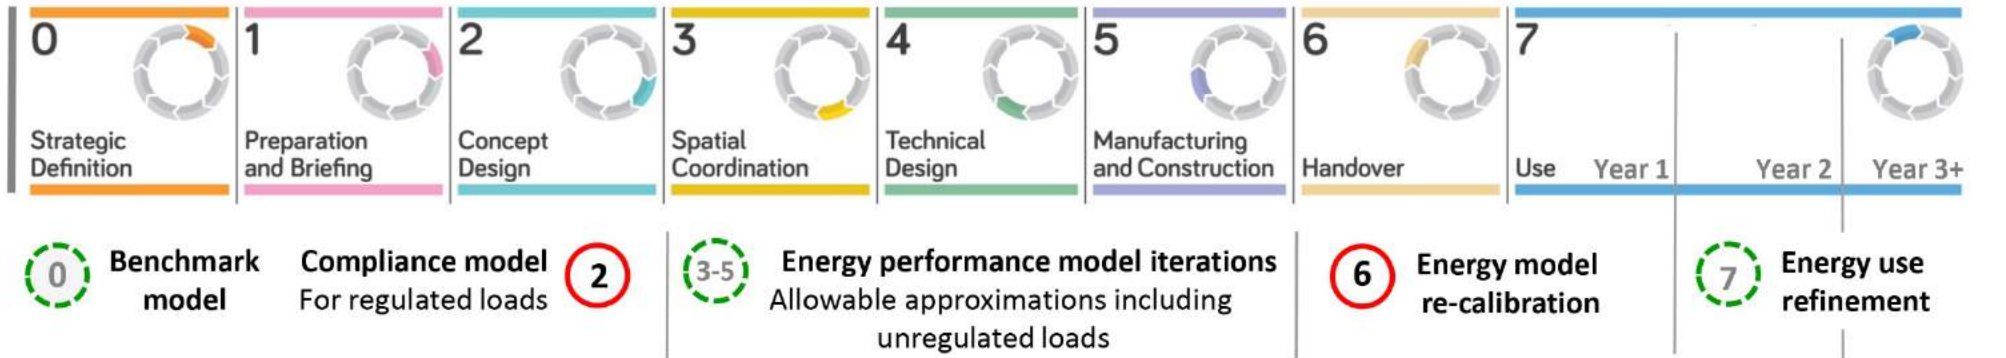 0
Strategic
Definition
1
Preparation
and Briefing
2
Concept
Design
3
Spatial
Coordination
4
Technical
Design
5
Manufacturing
and Construction
6
Handover
7
Use
Year 1
Year 2
Year 3+
0
Benchmark
model
Compliance model
For regulated loads
2
3-5
Energy performance model iterations
Allowable approximations including
unregulated loads
6
Energy model
re-calibration
7
Energy use
refinement